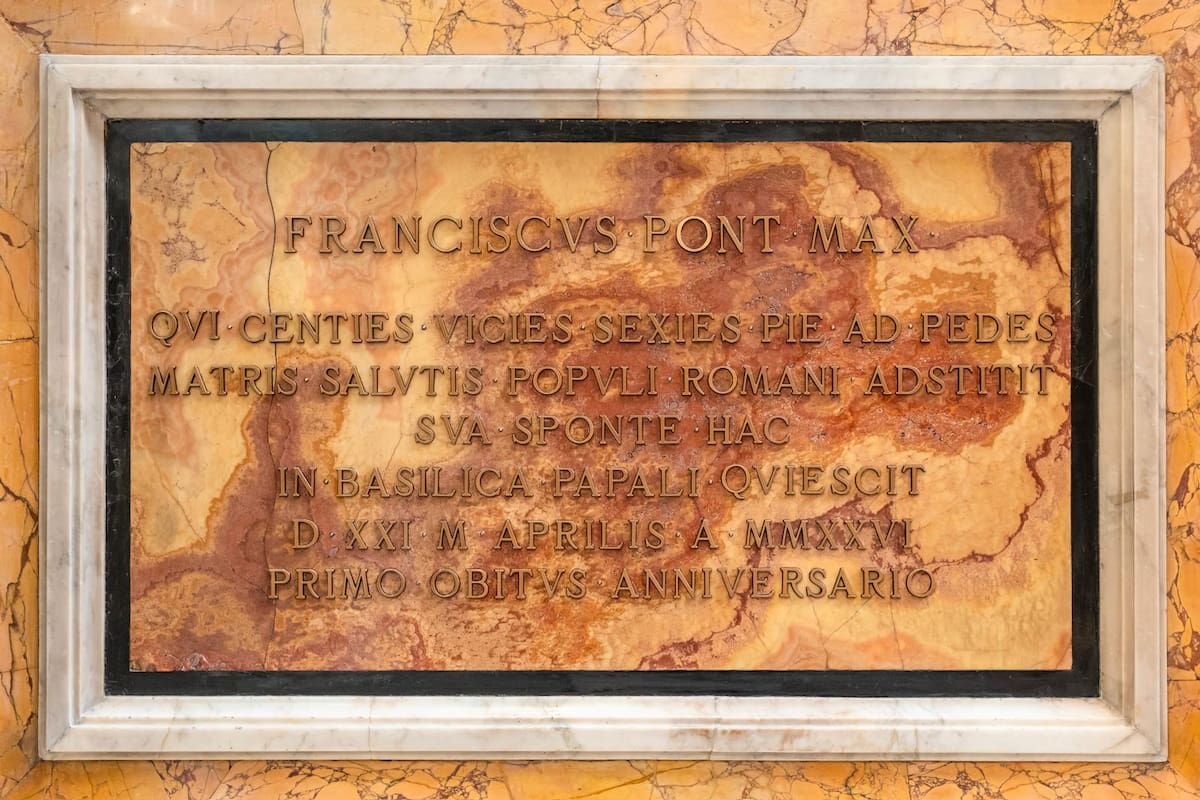 FRANCISCVS · PONT · MAX
QVI · CENTIES · VICIES · SEXIES · PIE · AD · PEDES
MATRIS · SALVTIS · POPVLI · ROMANI · ADSTITIT
SVA · SPONTE · HAC
IN · BASILICA · PAPALI · QVIESCIT
D · XXI · M · APRILIS · A · MMXXVI
PRIMO · OBITVS · ANNIVERSARIO